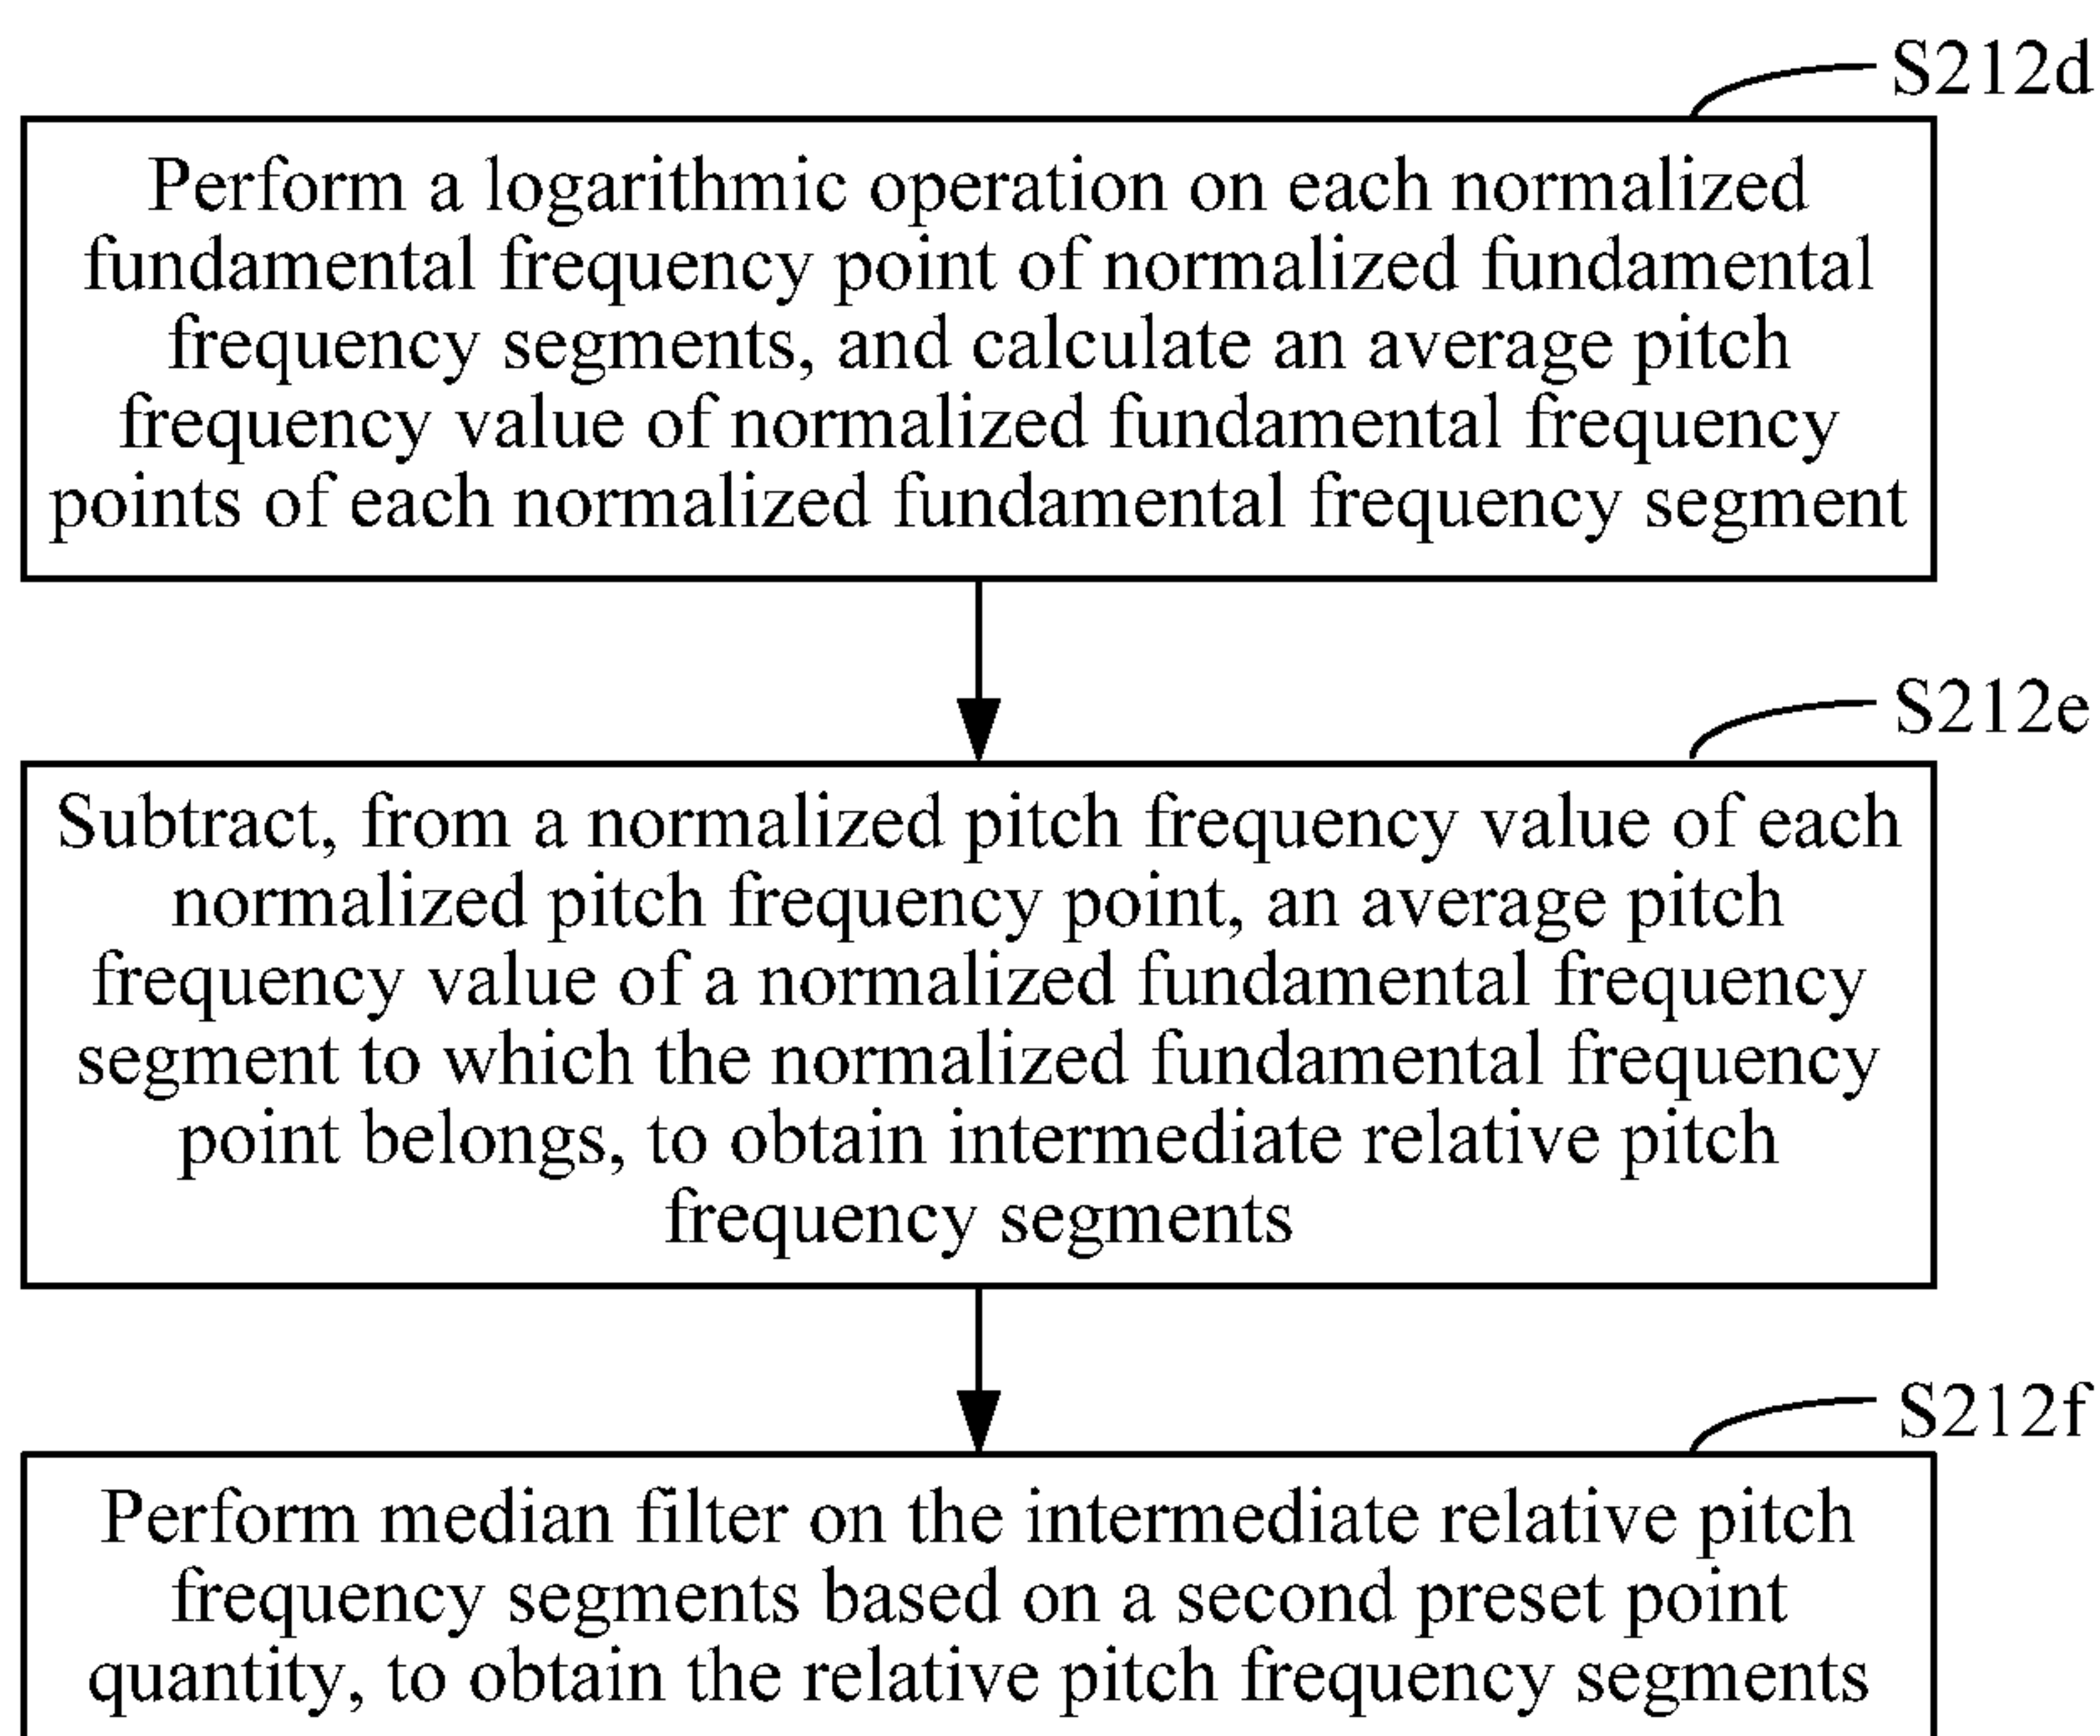 S212d
Perform a logarithmic operation on each normalized
fundamental frequency point of normalized fundamental
frequency segments, and calculate an average pitch
frequency value of normalized fundamental frequency
points of each normalized fundamental frequency segment
S212e
Subtract, from a normalized pitch frequency value of each
normalized pitch frequency point, an average pitch
frequency value of a normalized fundamental frequency
segment to which the normalized fundamental frequency
point belongs, to obtain intermediate relative pitch
frequency segments
S212f
Perform median filter on the intermediate relative pitch
frequency segments based on a second preset point
quantity, to obtain the relative pitch frequency segments